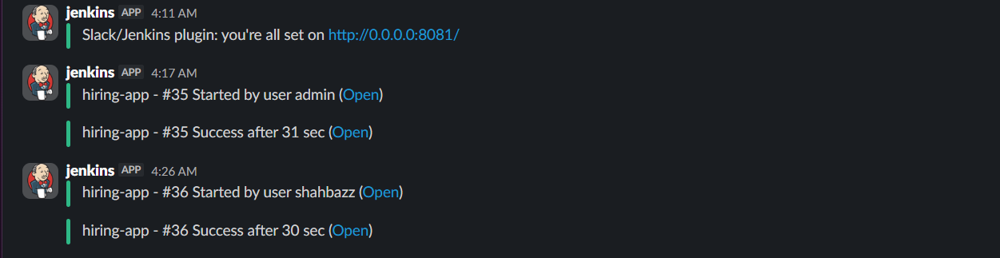 jenkins APP 4:11 AM
Slack/Jenkins plugin: you're all set on http://0.0.0.0:8081/
jenkins APP 4:17 AM
hiring-app - #35 Started by user admin (Open)
hiring-app - #35 Success after 31 sec (Open)
jenkins APP 4:26 AM
hiring-app - #36 Started by user shahbazz (Open)
hiring-app - #36 Success after 30 sec (Open)